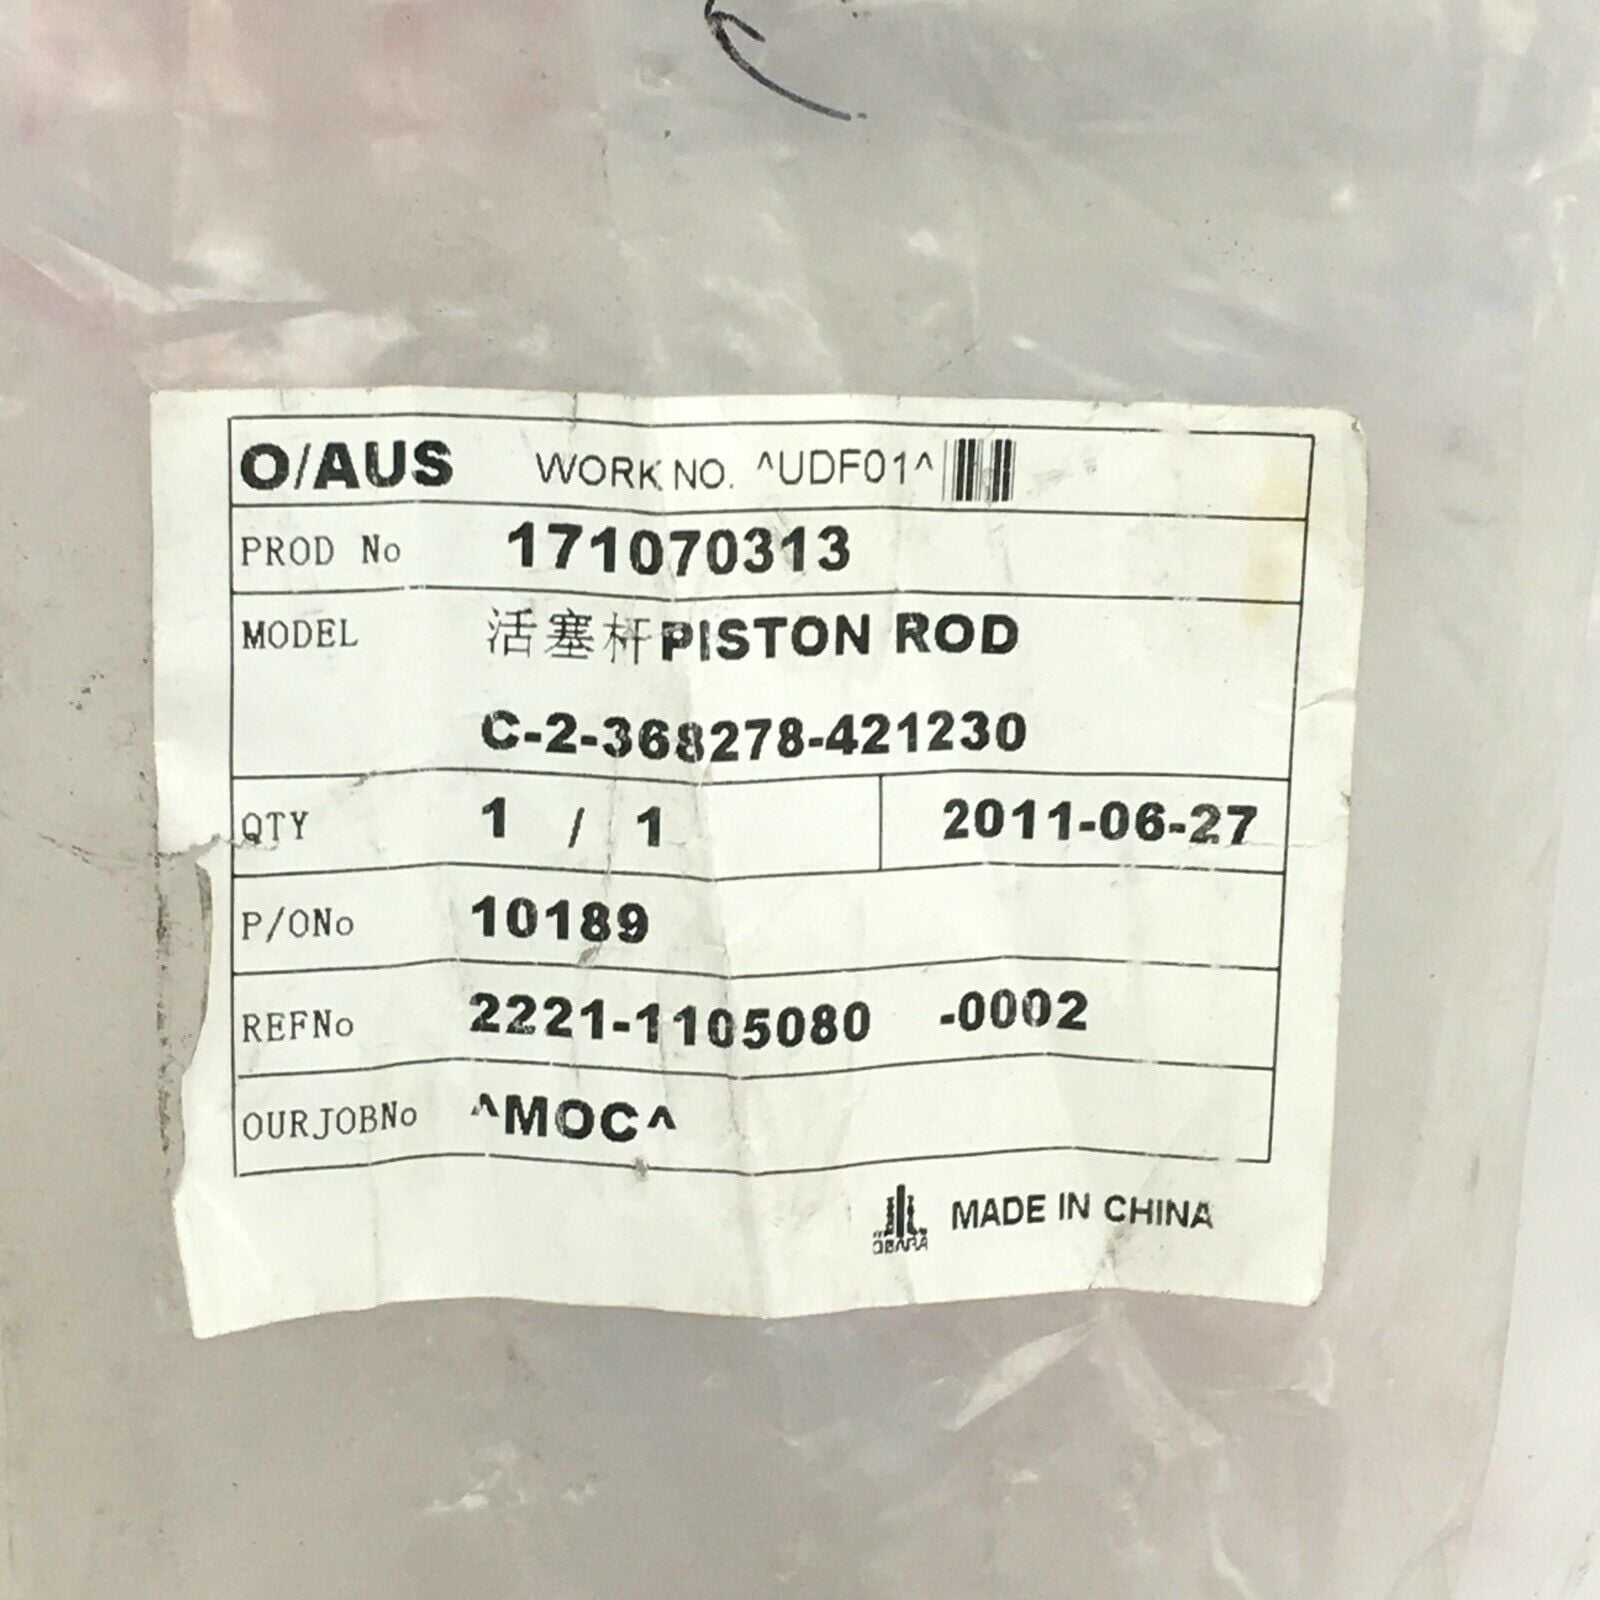 O/AUS WORK NO. ^UDF01^
PROD No 171070313
MODEL 活塞杆PISTON ROD
C-2-368278-421230
QTY 1 / 1 2011-06-27
P/ONo 10189
REFNo 2221-1105080 -0002
OURJOBNo ^MOC^
OBARA MADE IN CHINA